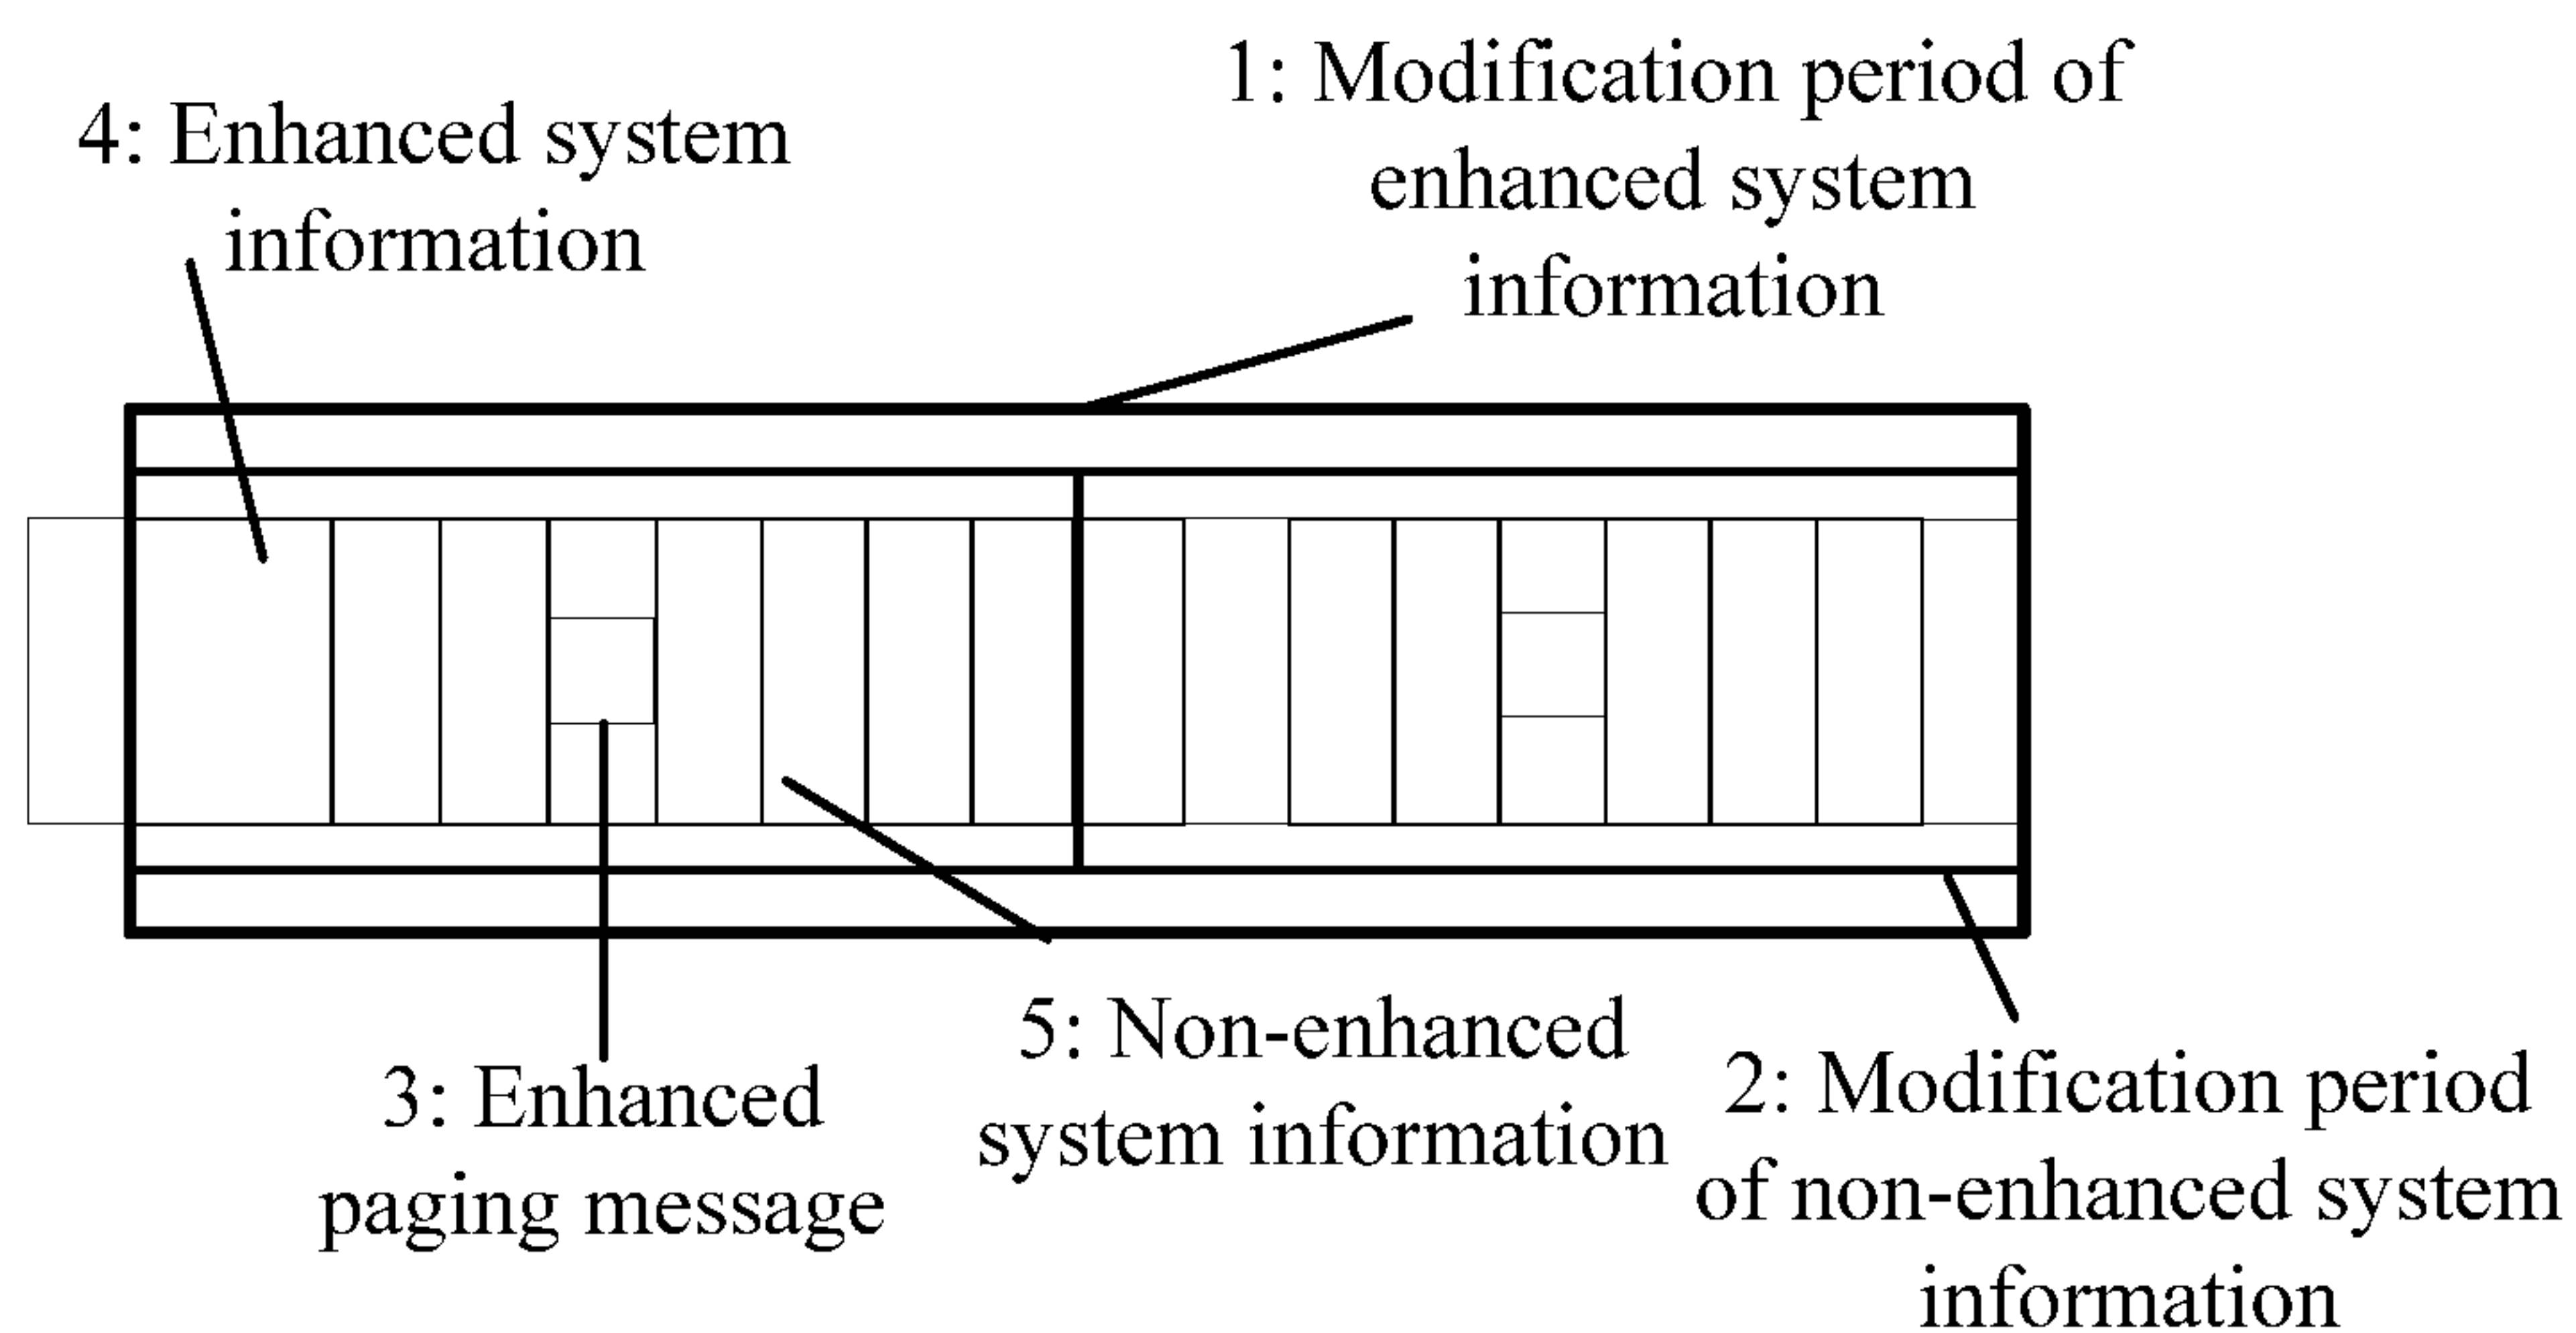 1: Modification period of
enhanced system
information
4: Enhanced system
information
3: Enhanced
paging message
5: Non-enhanced
system information
2: Modification period
of non-enhanced system
information